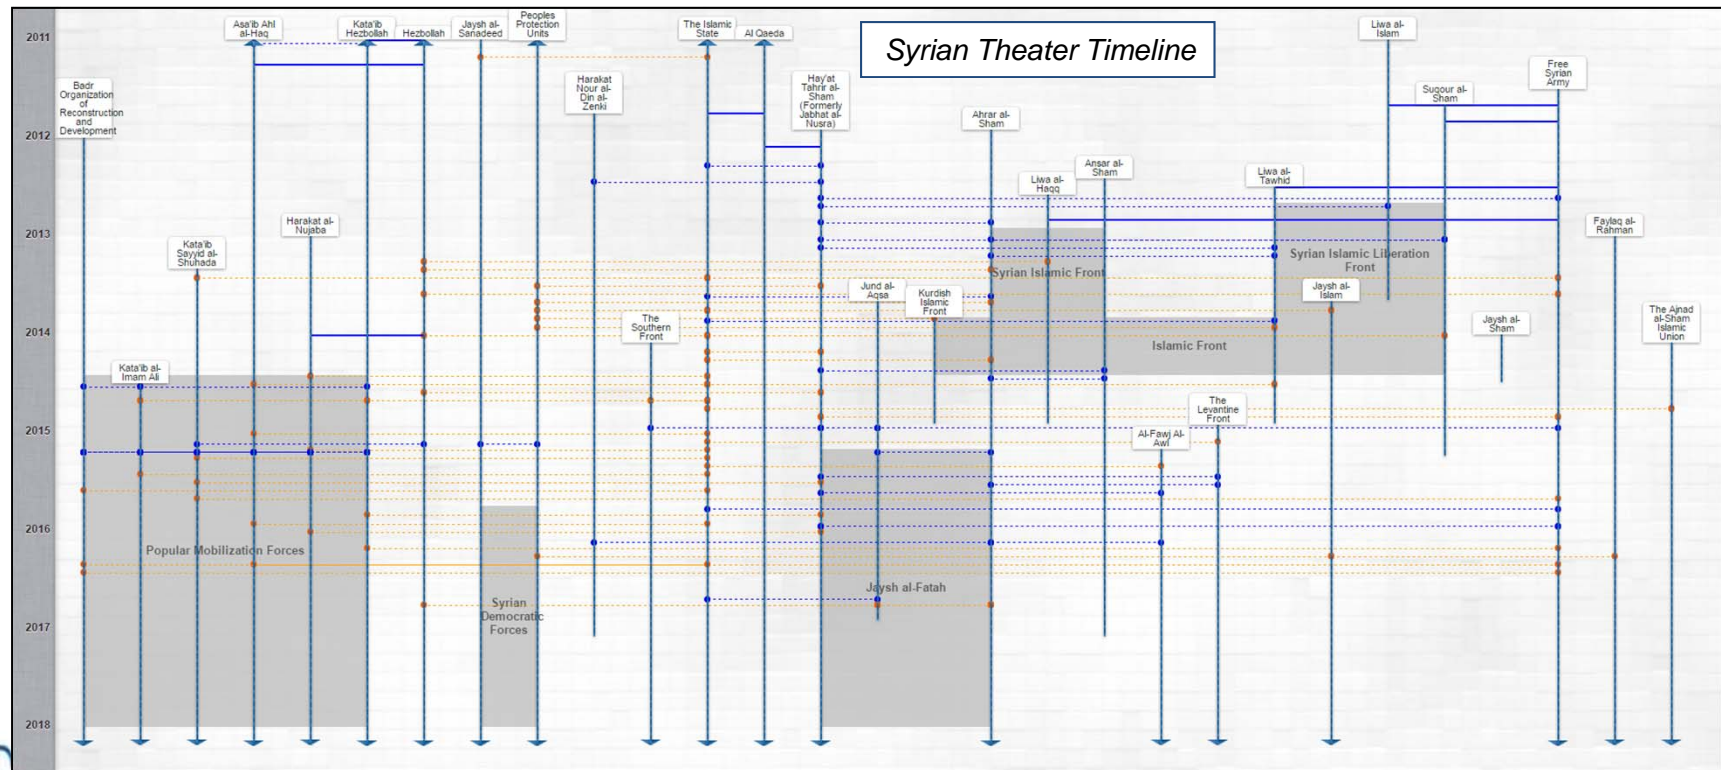 Syrian Theater Timeline
2011
2012
2013
2014
2015
2016
2017
2018
Badr
Organization
of
Reconstruction
and
Development
Kata'ib al-
Imam Ali
Kata'ib
Sayyid al-
Shuhada
Asa'ib Ahl
al-Haq
Harakat al-
Nujaba
Kata'ib
Hezbollah
Hezbollah
Jaysh al-
Sanadeed
Peoples
Protection
Units
Harakat
Nour al-
Din al-
Zenki
The
Southern
Front
The Islamic
State
Al Qaeda
Hay'at
Tahrir al-
Sham
(Formerly
Jabhat al-
Nusra)
Jund al-
Aqsa
Kurdish
Islamic
Front
Ahrar al-
Sham
Liwa al-
Haqq
Ansar al-
Sham
Al-Fawj Al-
Awl
The
Levantine
Front
Liwa al-
Tawhid
Jaysh al-
Islam
Liwa al-
Islam
Suqour al-
Sham
Jaysh al-
Sham
Free
Syrian
Army
Faylaq al-
Rahman
The Ajnad
al-Sham
Islamic
Union
Popular Mobilization Forces
Syrian
Democratic
Forces
Jaysh al-Fatah
Syrian Islamic Front
Islamic Front
Syrian Islamic Liberation
Front